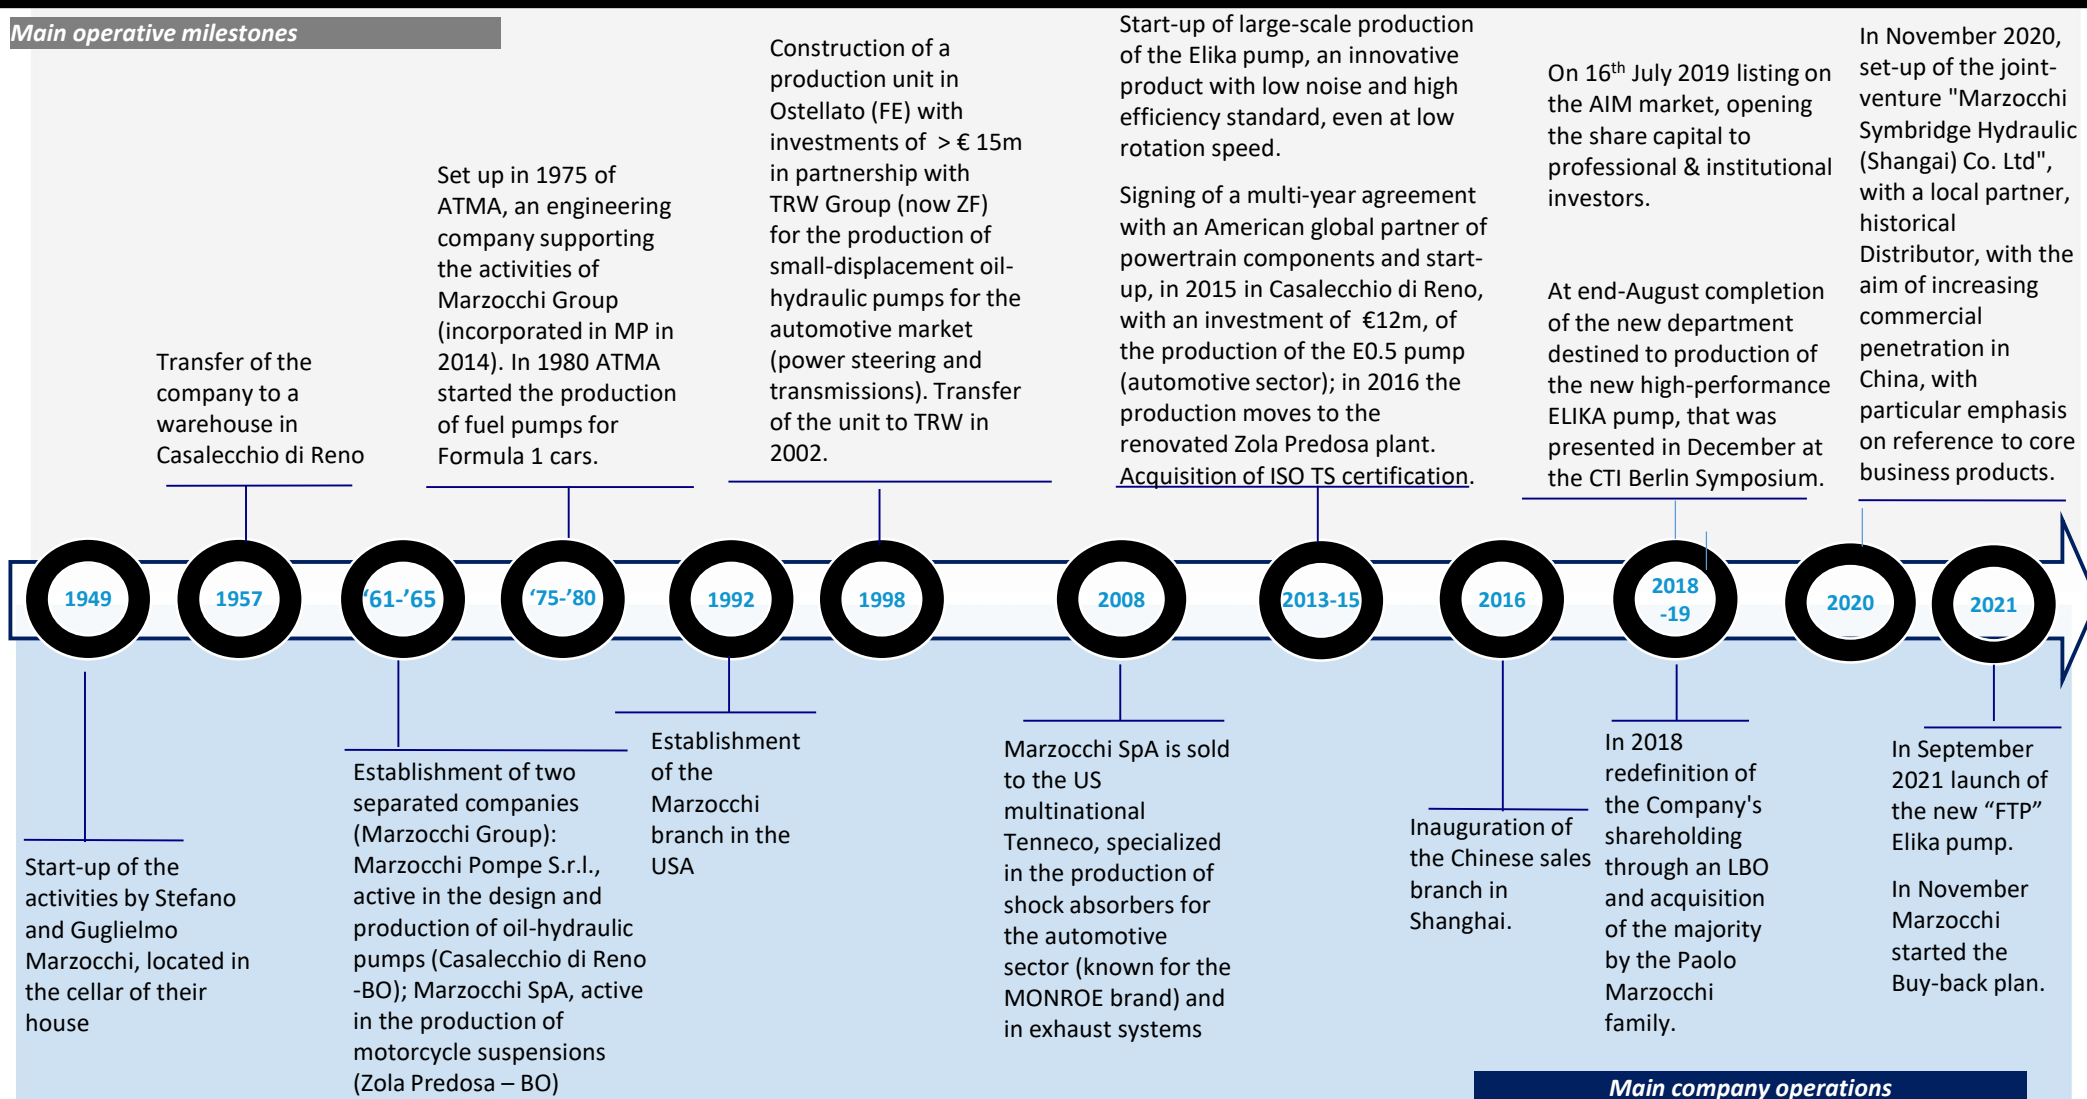 Main operative milestones
Transfer of the
company to a
warehouse in
Casalecchio di Reno
Set up in 1975 of
ATMA, an engineering
company supporting
the activities of
Marzocchi Group
(incorporated in MP in
2014). In 1980 ATMA
started the production
of fuel pumps for
Formula 1 cars.
Construction of a
production unit in
Ostellato (FE) with
investments of > € 15m
in partnership with
TRW Group (now ZF)
for the production of
small-displacement oil-
hydraulic pumps for the
automotive market
(power steering and
transmissions). Transfer
of the unit to TRW in
2002.
Start-up of large-scale production
of the Elika pump, an innovative
product with low noise and high
efficiency standard, even at low
rotation speed.
Signing of a multi-year agreement
with an American global partner of
powertrain components and start-
up, in 2015 in Casalecchio di Reno,
with an investment of €12m, of
the production of the E0.5 pump
(automotive sector); in 2016 the
production moves to the
renovated Zola Predosa plant.
Acquisition of ISO TS certification.
On 16th July 2019 listing on
the AIM market, opening
the share capital to
professional & institutional
investors.
At end-August completion
of the new department
destined to production of
the new high-performance
ELIKA pump, that was
presented in December at
the CTI Berlin Symposium.
In November 2020,
set-up of the joint-
venture "Marzocchi
Symbridge Hydraulic
(Shangai) Co. Ltd",
with a local partner,
historical
Distributor, with the
aim of increasing
commercial
penetration in
China, with
particular emphasis
on reference to core
business products.
1949
1957
‘61-’65
‘75-’80
1992
1998
2008
2013-15
2016
2018
-19
2020
2021
Start-up of the
activities by Stefano
and Guglielmo
Marzocchi, located in
the cellar of their
house
Establishment of two
separated companies
(Marzocchi Group):
Marzocchi Pompe S.r.l.,
active in the design and
production of oil-hydraulic
pumps (Casalecchio di Reno
-BO); Marzocchi SpA, active
in the production of
motorcycle suspensions
(Zola Predosa – BO)
Establishment
of the
Marzocchi
branch in the
USA
Marzocchi SpA is sold
to the US
multinational
Tenneco, specialized
in the production of
shock absorbers for
the automotive
sector (known for the
MONROE brand) and
in exhaust systems
Inauguration of
the Chinese sales
branch in
Shanghai.
In 2018
redefinition of
the Company's
shareholding
through an LBO
and acquisition
of the majority
by the Paolo
Marzocchi
family.
In September
2021 launch of
the new “FTP”
Elika pump.
In November
Marzocchi
started the
Buy-back plan.
Main company operations